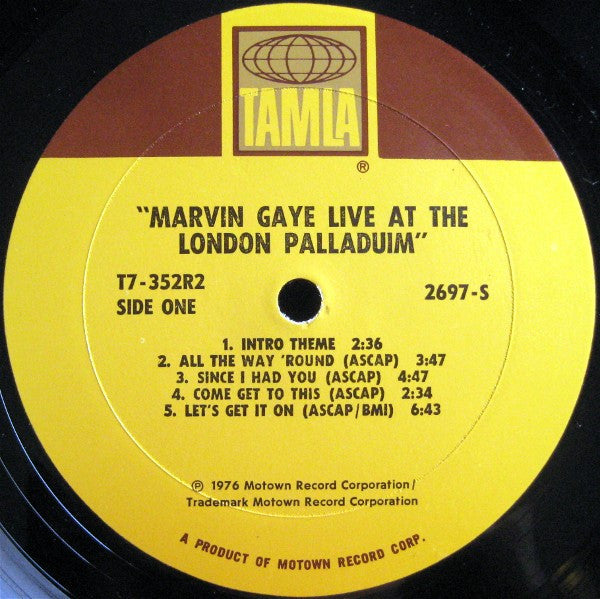 TAMLA
®
"MARVIN GAYE LIVE AT THE
LONDON PALLADUIM"
T7-352R2
SIDE ONE
2697-S
1. INTRO THEME 2:36
2. ALL THE WAY 'ROUND (ASCAP) 3:47
3. SINCE I HAD YOU (ASCAP) 4:47
4. COME GET TO THIS (ASCAP) 2:34
5. LET'S GET IT ON (ASCAP/BMI) 6:43
℗ 1976 Motown Record Corporation/
Trademark Motown Record Corporation
A PRODUCT OF MOTOWN RECORD CORP.